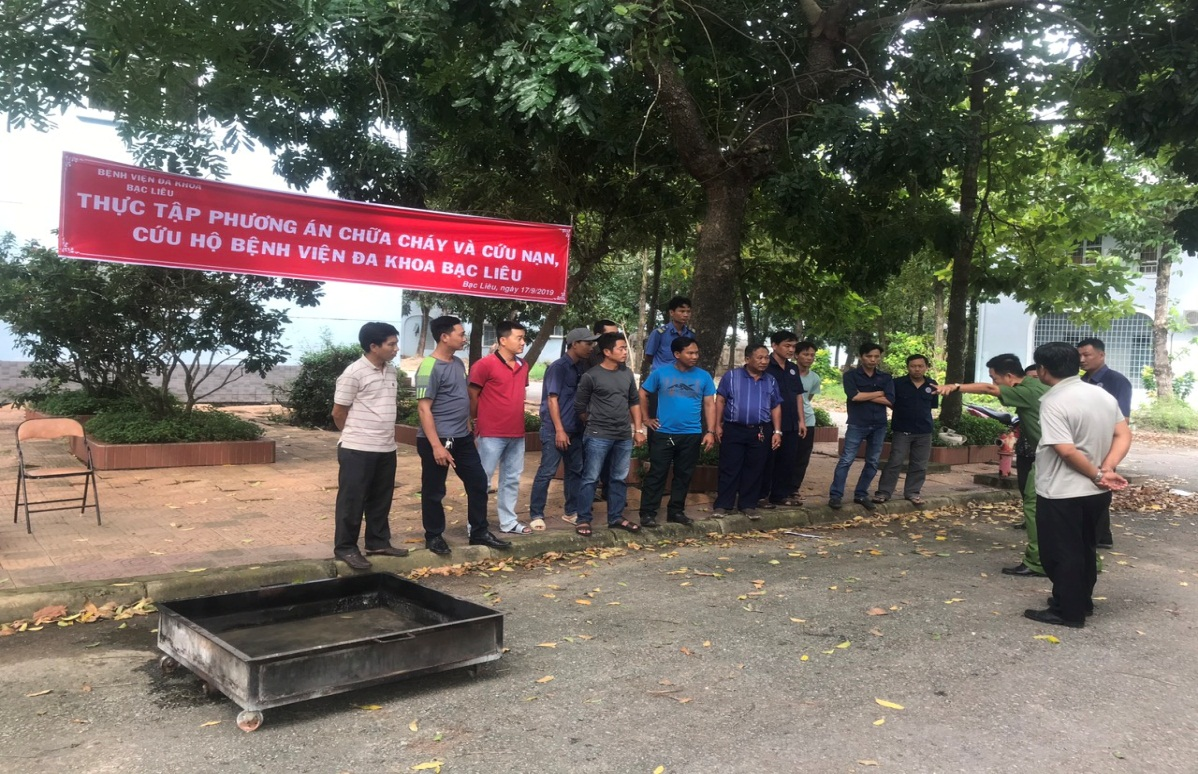 BỆNH VIỆN ĐA KHOA
BẠC LIÊU
THỰC TẬP PHƯƠNG ÁN CHỮA CHÁY VÀ CỨU NẠN,
CỨU HỘ BỆNH VIỆN ĐA KHOA BẠC LIÊU
Bạc Liêu, ngày 17/9/2019